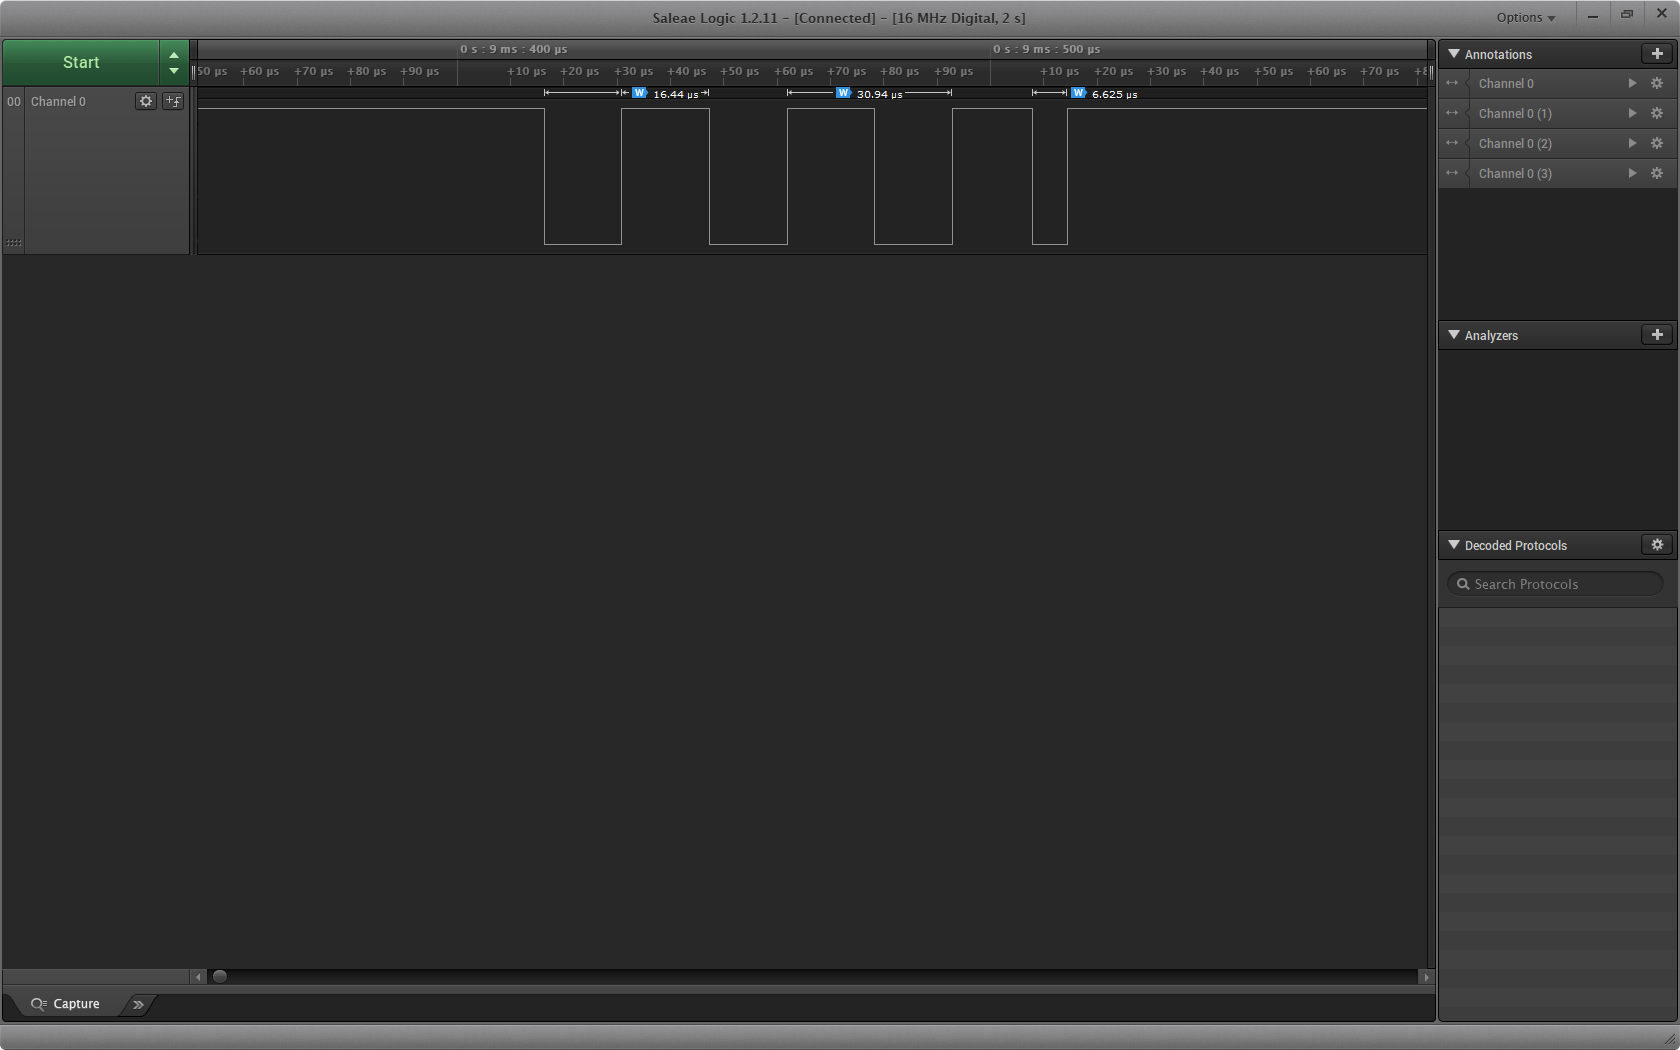 Saleae Logic 1.2.11 - [Connected] - [16 MHz Digital, 2 s]
Options
Start
0 s : 9 ms : 400 µs
0 s : 9 ms : 500 µs
50 µs +60 µs +70 µs +80 µs +90 µs +10 µs +20 µs +30 µs +40 µs +50 µs +60 µs +70 µs +80 µs +90 µs +10 µs +20 µs +30 µs +40 µs +50 µs +60 µs +70 µs +8
00 Channel 0
W 16.44 µs
W 30.94 µs
W 6.625 µs
Annotations
Channel 0
Channel 0 (1)
Channel 0 (2)
Channel 0 (3)
Analyzers
Decoded Protocols
Search Protocols
Capture